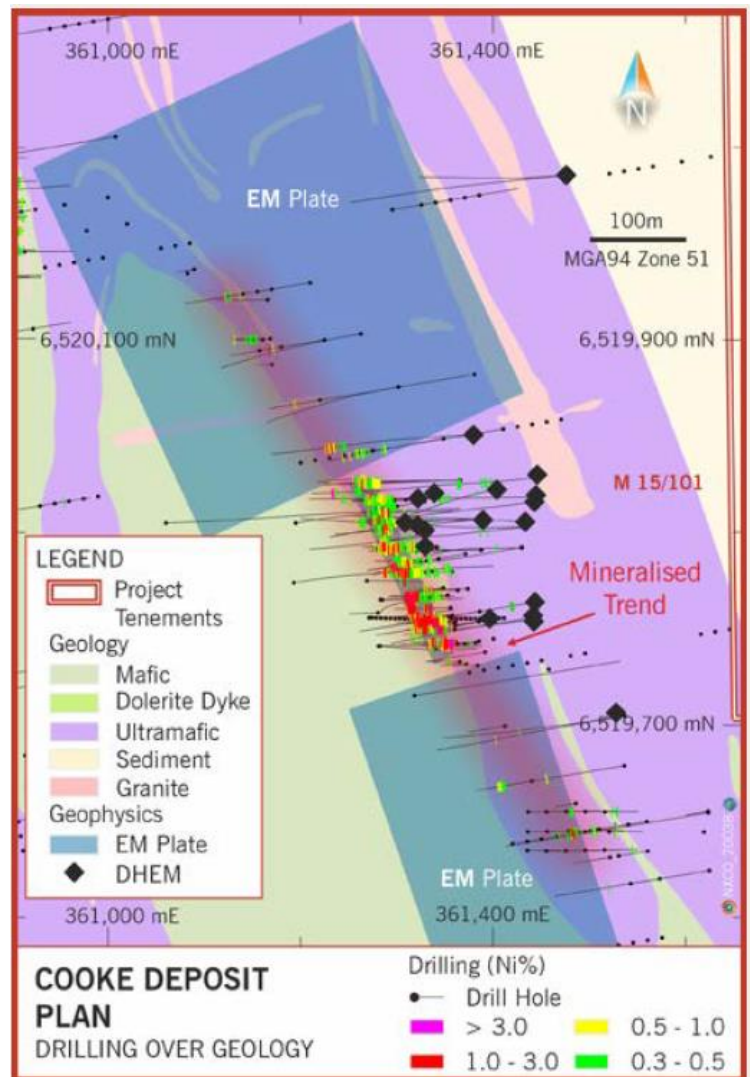 361,000 mE
361,400 mE
N
EM Plate
100m
MGA94 Zone 51
6,520,100 mN
6,519,900 mN
M 15/101
Mineralised
Trend
LEGEND
Project
Tenements
Geology
Mafic
Dolerite Dyke
Ultramafic
Sediment
Granite
Geophysics
EM Plate
DHEM
6,519,700 mN
EM Plate
361,000 mE
361,400 mE
COOKE DEPOSIT
PLAN
DRILLING OVER GEOLOGY
Drilling (Ni%)
Drill Hole
> 3.0
0.5 - 1.0
1.0 - 3.0
0.3 - 0.5